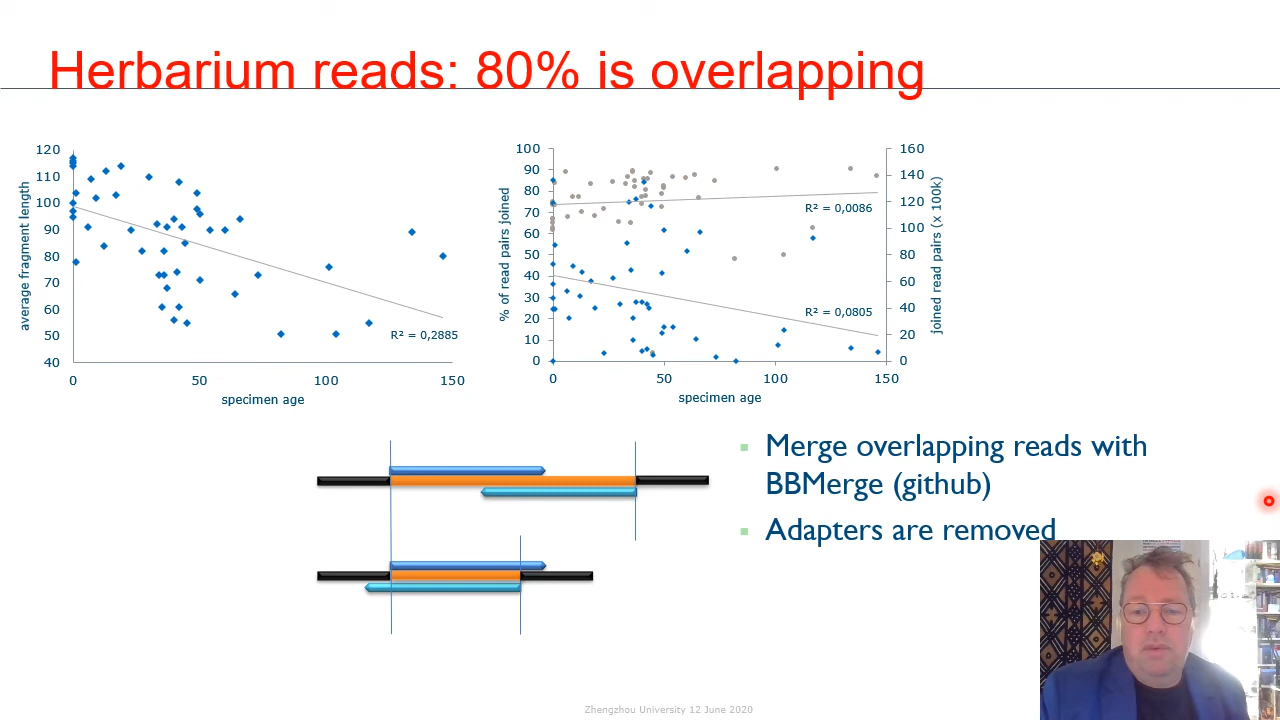 Herbarium reads: 80% is overlapping
120
110
100
90
80
70
60
50
40
average fragment length
0
50
100
150
specimen age
R² = 0,2885
100
90
80
70
60
50
40
30
20
10
0
% of read pairs joined
160
140
120
100
80
60
40
20
0
joined read pairs (x 100k)
R² = 0,0086
R² = 0,0805
0
50
100
150
specimen age
Merge overlapping reads with
BBMerge (github)
Adapters are removed
Zhengzhou University 12 June 2020